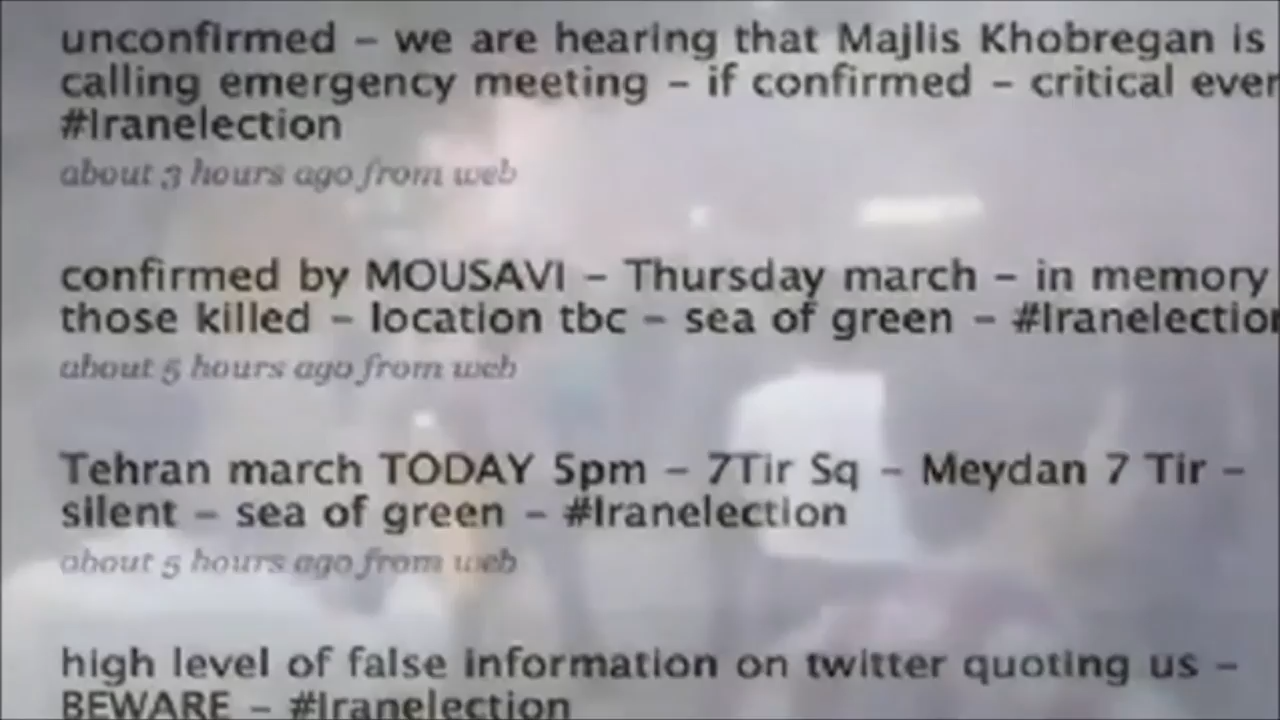 unconfirmed – we are hearing that Majlis Khobregan is
calling emergency meeting – if confirmed – critical
#Iranelection
about 3 hours ago from web
confirmed by MOUSAVI – Thursday march – in memory
those killed – location tbc – sea of green – #Iranelectio
about 5 hours ago from web
Tehran march TODAY 5pm – 7Tir Sq – Meydan 7 Tir –
silent – sea of green – #Iranelection
about 5 hours ago from web
high level of false information on twitter quoting us –
BEWARE – #Iranelection